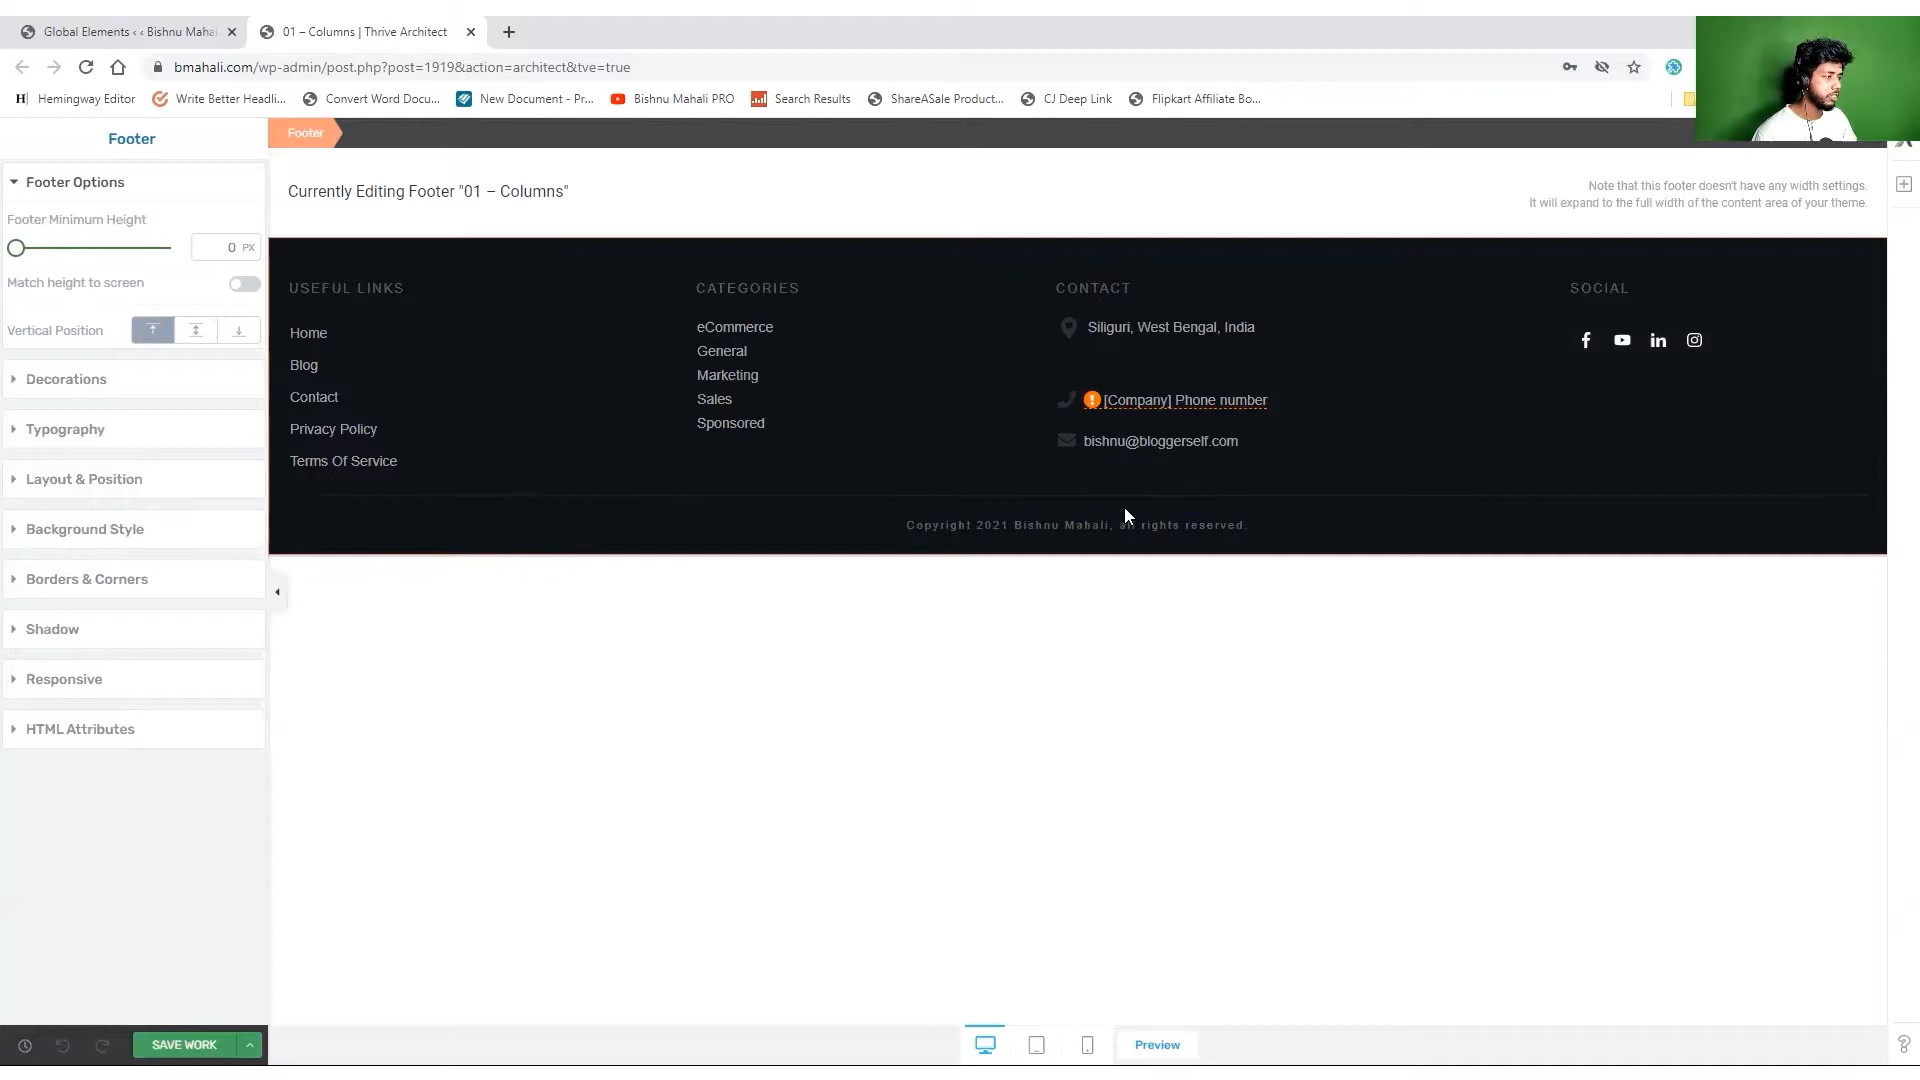 Global Elements ‹ ‹ Bishnu Maha
01 – Columns | Thrive Architect
bmahali.com/wp-admin/post.php?post=1919&action=architect&tve=true
Hemingway Editor
Write Better Headli...
Convert Word Docu...
New Document - Pr...
Bishnu Mahali PRO
Search Results
ShareASale Product...
CJ Deep Link
Flipkart Affiliate Bo...
Footer
Footer
Footer Options
Footer Minimum Height
0 PX
Match height to screen
Vertical Position
Decorations
Typography
Layout & Position
Background Style
Borders & Corners
Shadow
Responsive
HTML Attributes
SAVE WORK
Currently Editing Footer "01 – Columns"
Note that this footer doesn't have any width settings.
It will expand to the full width of the content area of your theme.
USEFUL LINKS
Home
Blog
Contact
Privacy Policy
Terms Of Service
CATEGORIES
eCommerce
General
Marketing
Sales
Sponsored
CONTACT
Siliguri, West Bengal, India
[Company] Phone number
bishnu@bloggerself.com
SOCIAL
Copyright 2021 Bishnu Mahali, all rights reserved.
Preview